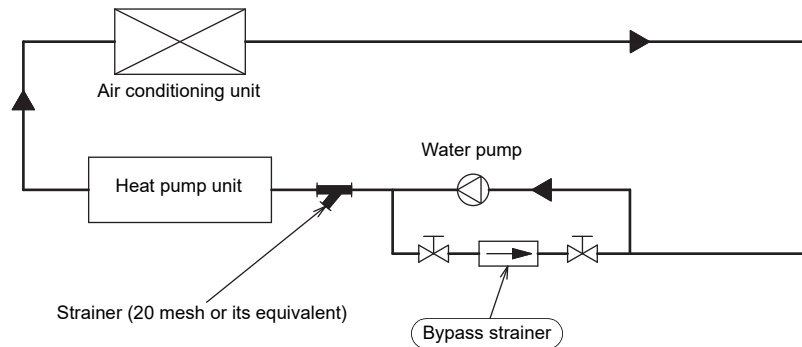 Air conditioning unit
Water pump
Heat pump unit
Strainer (20 mesh or its equivalent)
Bypass strainer